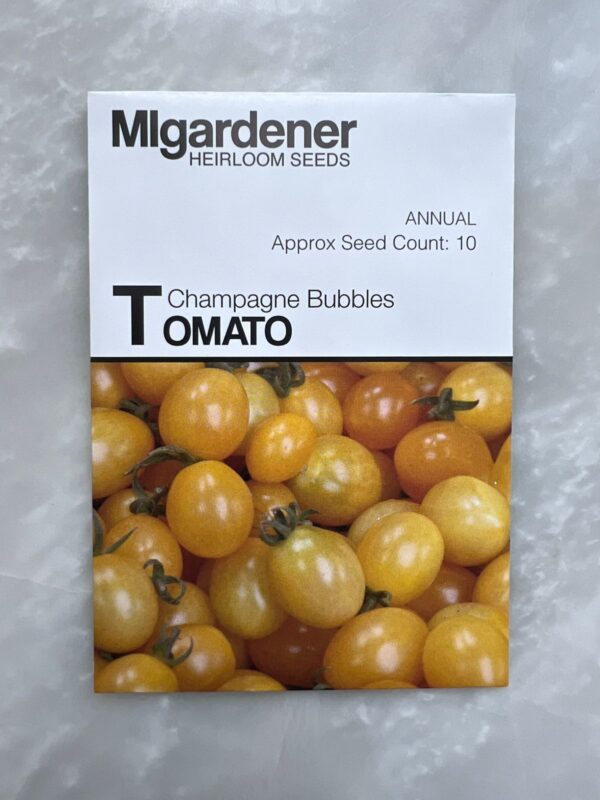 MIgardener
HEIRLOOM SEEDS
ANNUAL
Approx Seed Count: 10
Champagne Bubbles
TOMATO